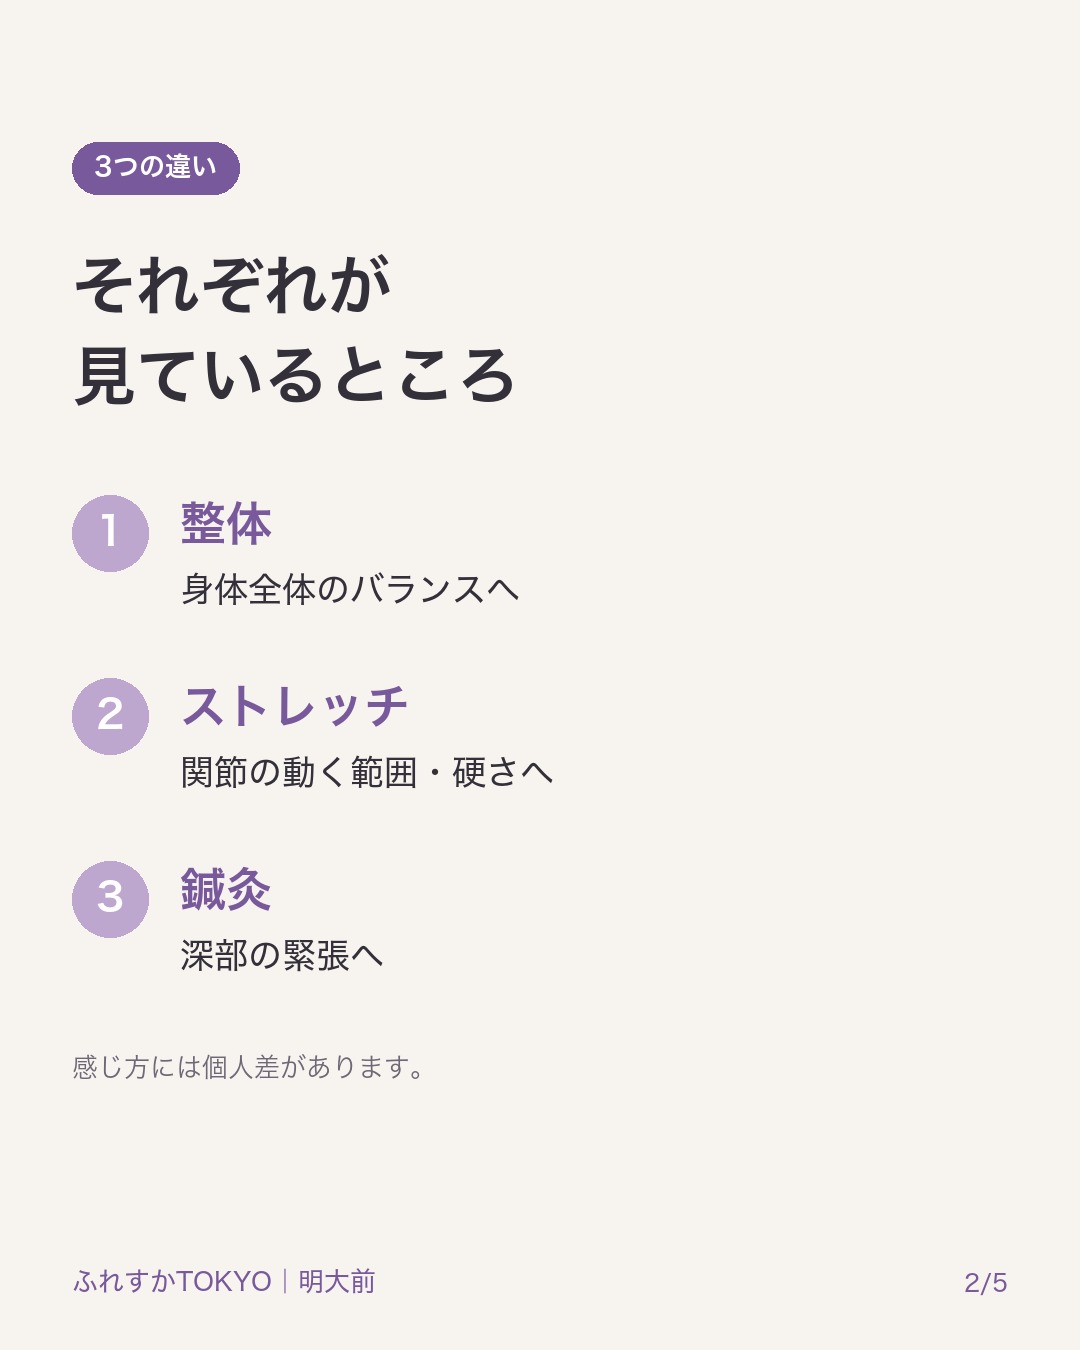 3つの違い
それぞれが
見ているところ
1
整体
身体全体のバランスへ
2
ストレッチ
関節の動く範囲・硬さへ
3
鍼灸
深部の緊張へ
感じ方には個人差があります。
ふれすかTOKYO｜明大前
2/5